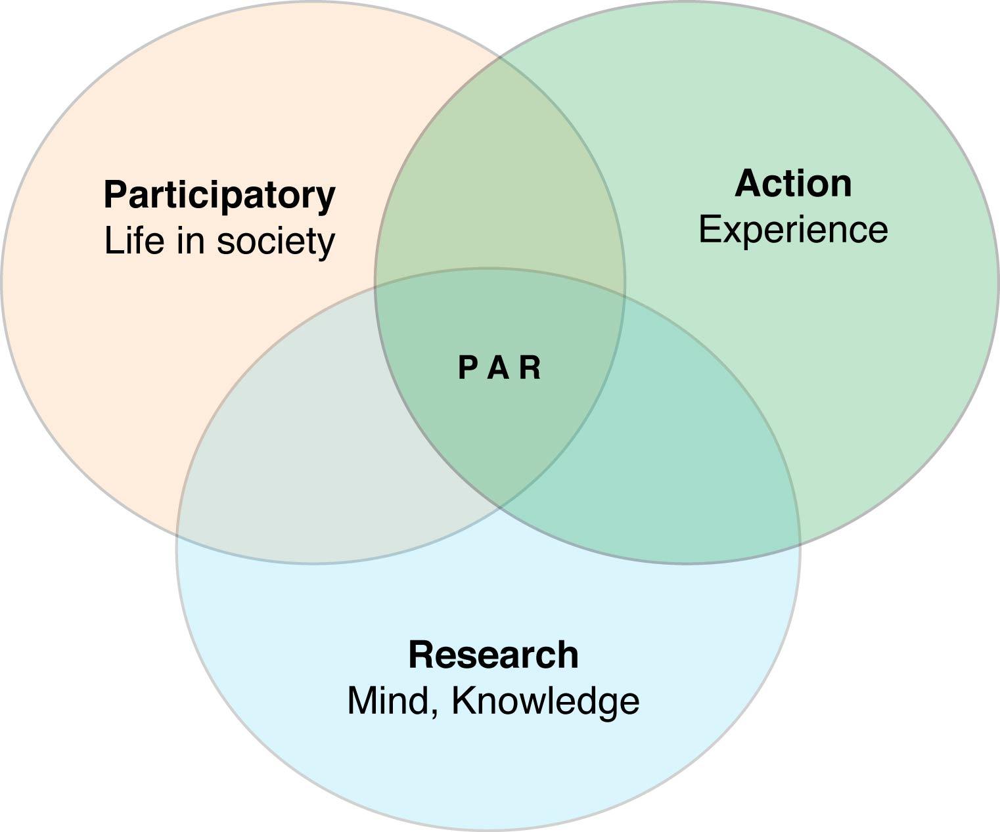 Participatory
Life in society
Action
Experience
P A R
Research
Mind, Knowledge